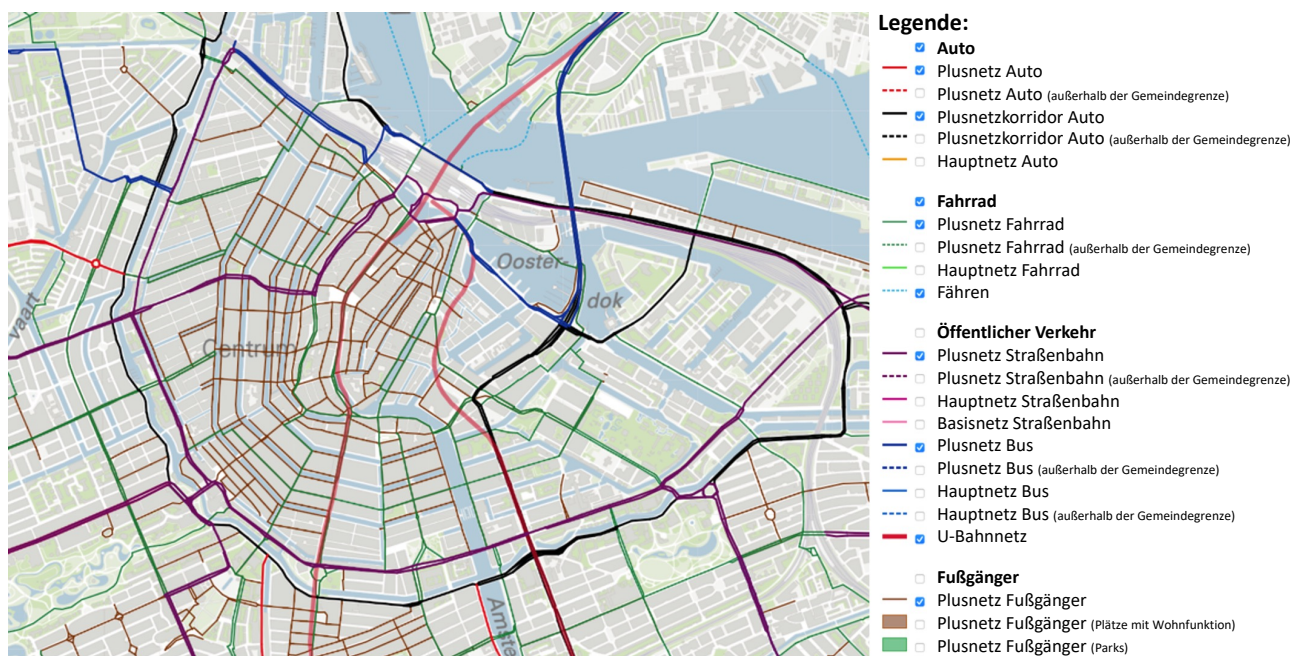 Legende:
Auto
Plusnetz Auto
Plusnetz Auto (außerhalb der Gemeindegrenze)
Plusnetzkorridor Auto
Plusnetzkorridor Auto (außerhalb der Gemeindegrenze)
Hauptnetz Auto
Fahrrad
Plusnetz Fahrrad
Plusnetz Fahrrad (außerhalb der Gemeindegrenze)
Hauptnetz Fahrrad
Fähren
Öffentlicher Verkehr
Plusnetz Straßenbahn
Plusnetz Straßenbahn (außerhalb der Gemeindegrenze)
Hauptnetz Straßenbahn
Basisnetz Straßenbahn
Plusnetz Bus
Plusnetz Bus (außerhalb der Gemeindegrenze)
Hauptnetz Bus
Hauptnetz Bus (außerhalb der Gemeindegrenze)
U-Bahnnetz
Fußgänger
Plusnetz Fußgänger
Plusnetz Fußgänger (Plätze mit Wohnfunktion)
Plusnetz Fußgänger (Parks)
Ooster-
dok
vaart
Centrum
Amste